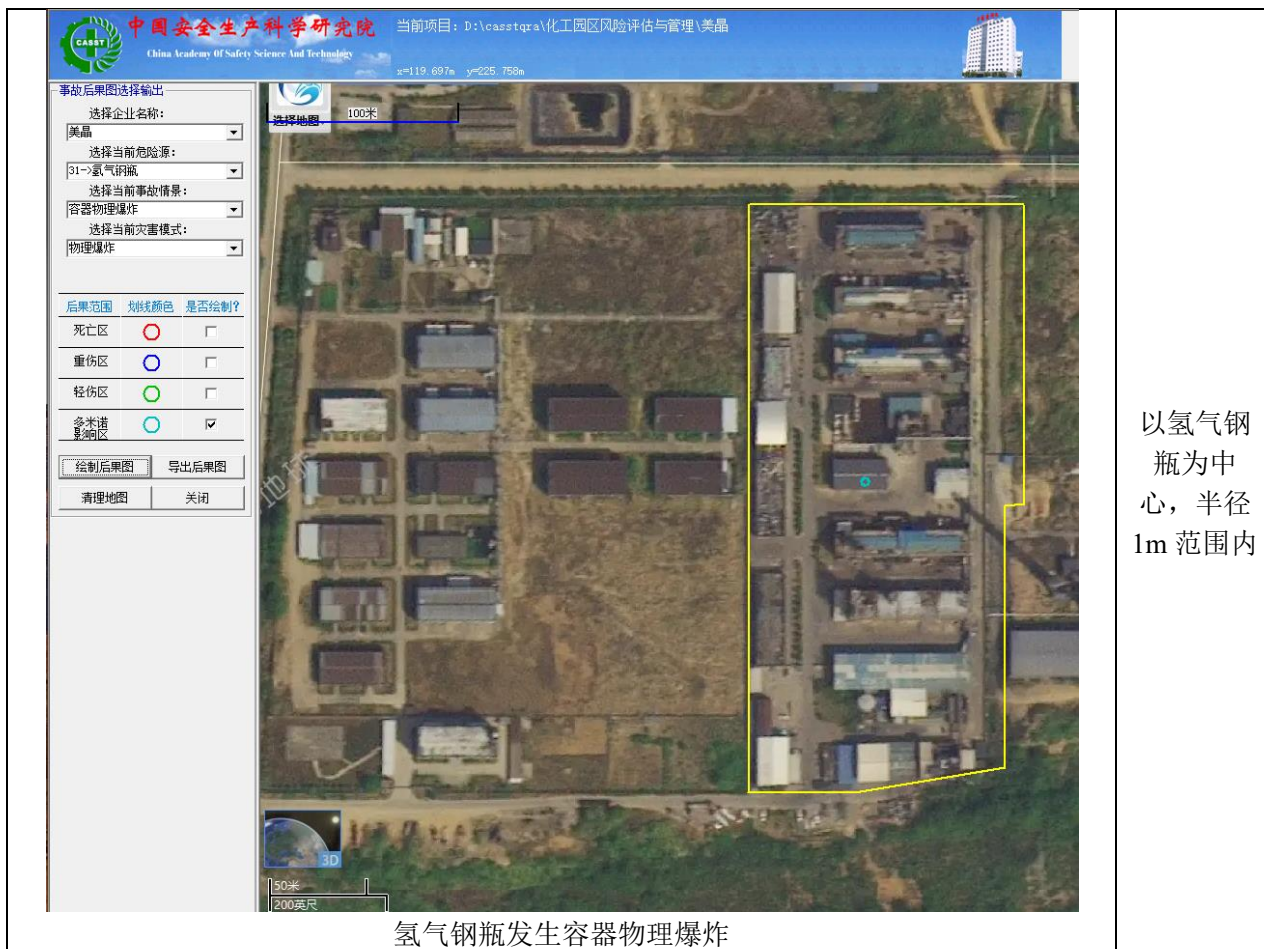 中国安全生产科学研究院
China Academy Of Safety Science And Technology
CASST
当前项目：D:\casstqra\化工园区风险评估与管理\美晶
x=119.697m y=225.758m
事故后果图选择输出
选择企业名称：
美晶
选择当前危险源：
31->氢气钢瓶
选择当前事故情景：
容器物理爆炸
选择当前灾害模式：
物理爆炸
后果范围 划线颜色 是否绘制?
死亡区
重伤区
轻伤区
多米诺
影响区
绘制后果图 导出后果图
清理地图 关闭
选择地图
100米
3D
50米
200英尺
氢气钢瓶发生容器物理爆炸
以氢气钢
瓶为中
心，半径
1m 范围内